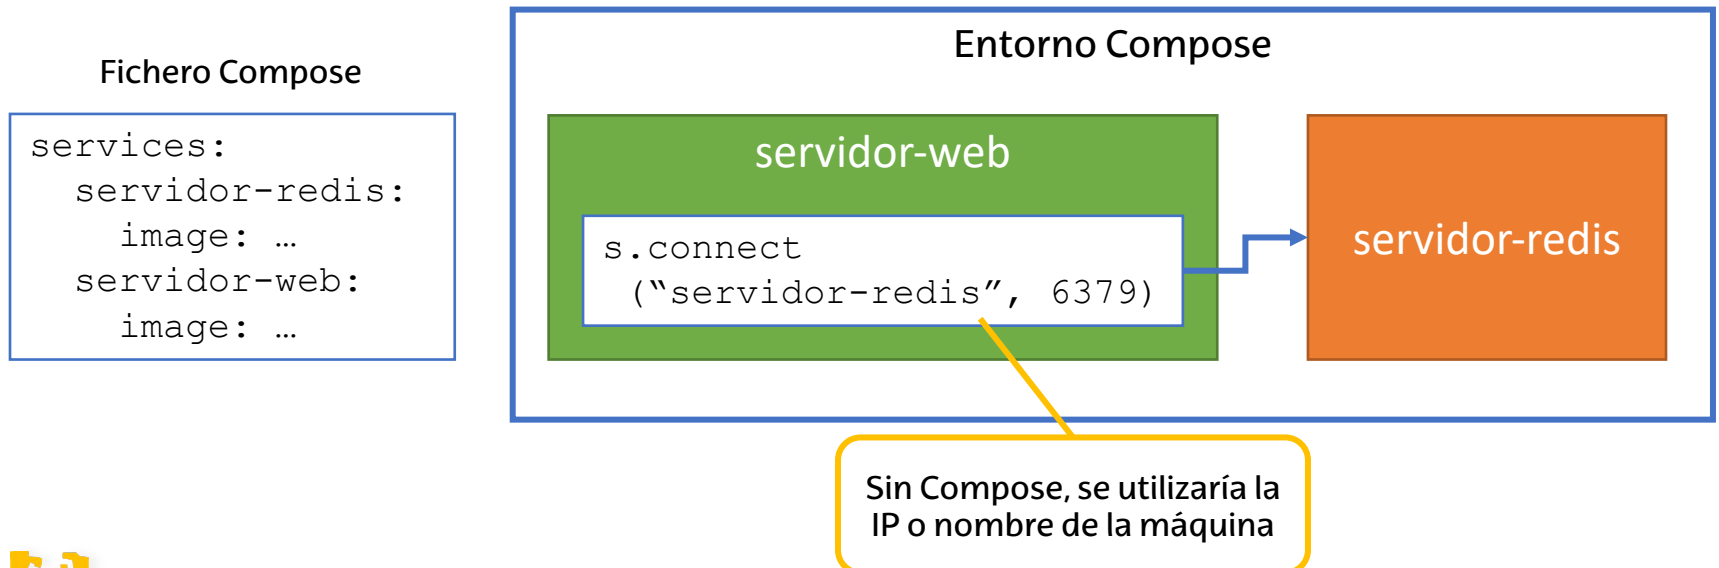 Fichero Compose
services:
servidor-redis:
image: …
servidor-web:
image: …
Entorno Compose
servidor-web
s.connect
(“servidor-redis”, 6379)
servidor-redis
Sin Compose, se utilizaría la
IP o nombre de la máquina